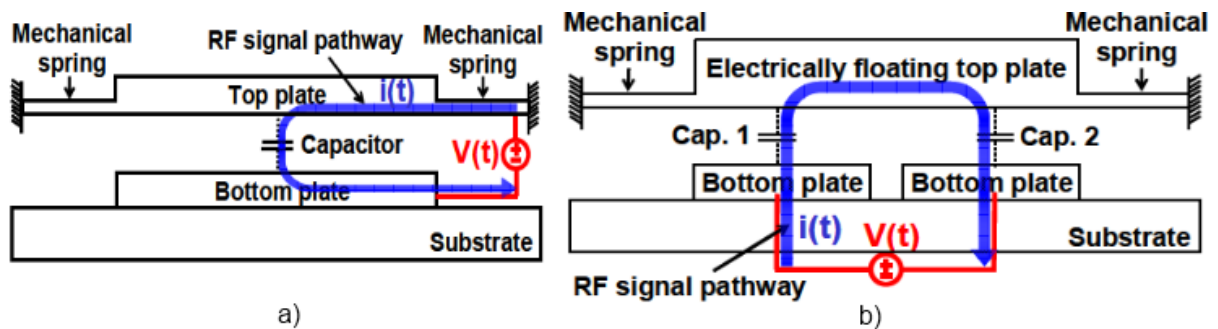 Mechanical
spring
RF signal pathway
Mechanical
spring
Top plate
i(t)
Capacitor
V(t)
±
Bottom plate
Substrate
a)
Mechanical
spring
Mechanical
spring
Electrically floating top plate
Cap. 1
Cap. 2
Bottom plate
Bottom plate
i(t)
V(t)
Substrate
±
RF signal pathway
b)